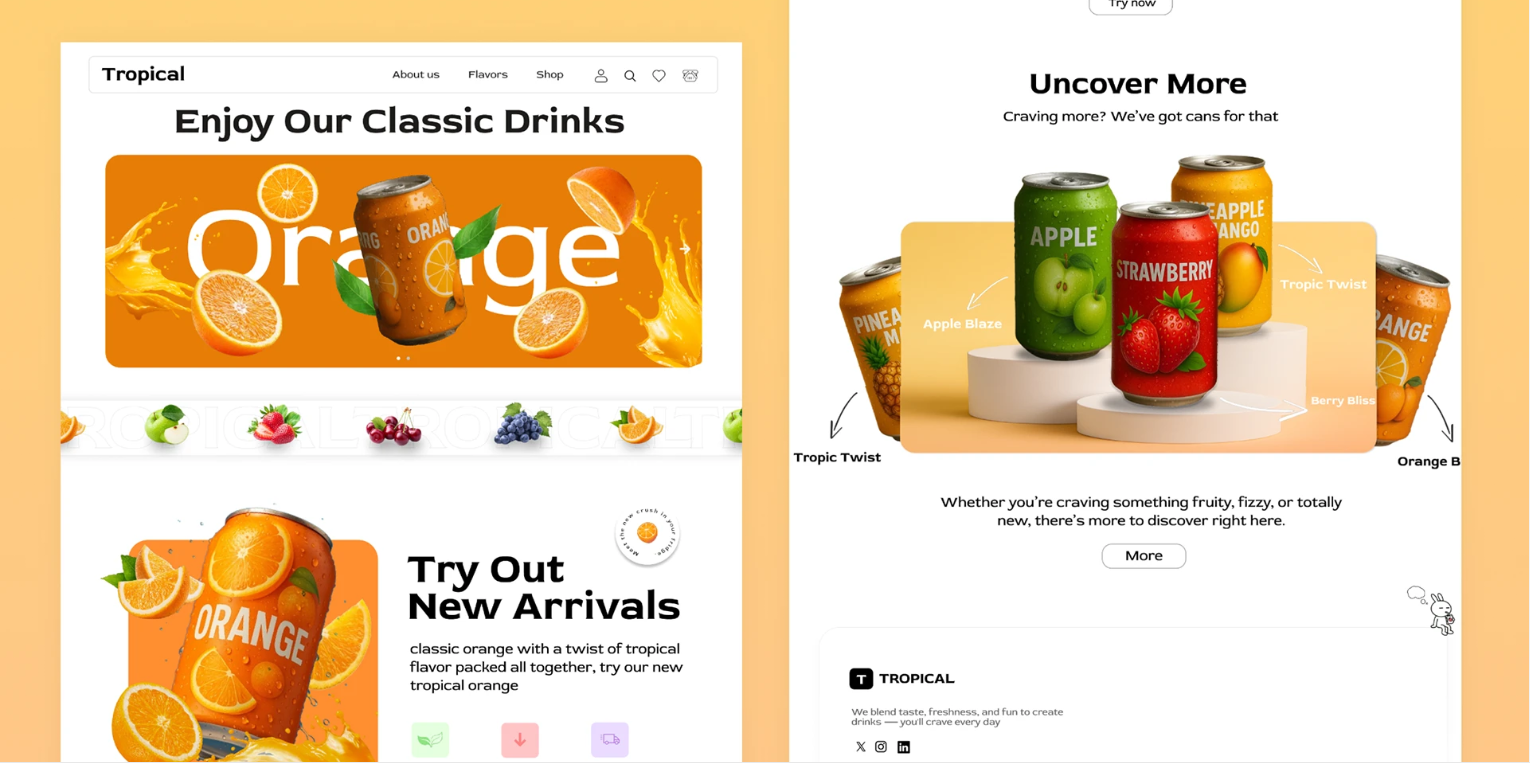 Tropical
About us
Flavors
Shop
Enjoy Our Classic Drinks
Orange
ORANG
TROPICAL TROPICALTY
ORANGE
Meet the new crush in your fridge.
Try Out
New Arrivals
classic orange with a twist of tropical
flavor packed all together, try our new
tropical orange
Try now
Uncover More
Craving more? We've got cans for that
APPLE
STRAWBERRY
EAPPLE
ANGO
Tropic Twist
Apple Blaze
Berry Bliss
PINEA
M
RANGE
Tropic Twist
Orange B
Whether you're craving something fruity, fizzy, or totally
new, there's more to discover right here.
More
T TROPICAL
We blend taste, freshness, and fun to create
drinks — you'll crave every day